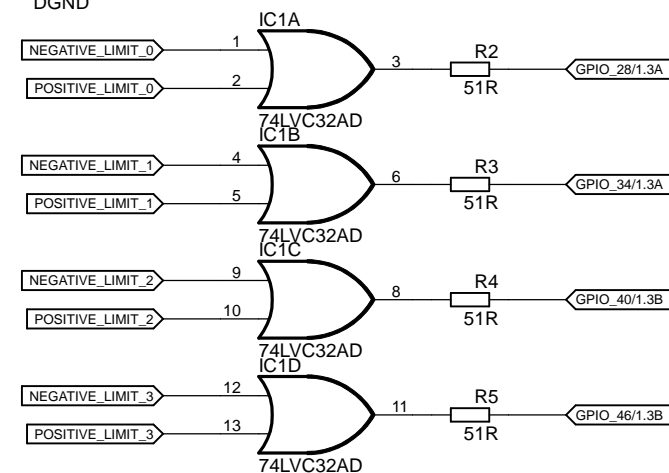 DGND
IC1A
NEGATIVE_LIMIT_0 1
3 R2 GPIO_28/1.3A
POSITIVE_LIMIT_0 2
51R
74LVC32AD
IC1B
NEGATIVE_LIMIT_1 4
6 R3 GPIO_34/1.3A
POSITIVE_LIMIT_1 5
51R
74LVC32AD
IC1C
NEGATIVE_LIMIT_2 9
8 R4 GPIO_40/1.3B
POSITIVE_LIMIT_2 10
51R
74LVC32AD
IC1D
NEGATIVE_LIMIT_3 12
11 R5 GPIO_46/1.3B
POSITIVE_LIMIT_3 13
51R
74LVC32AD